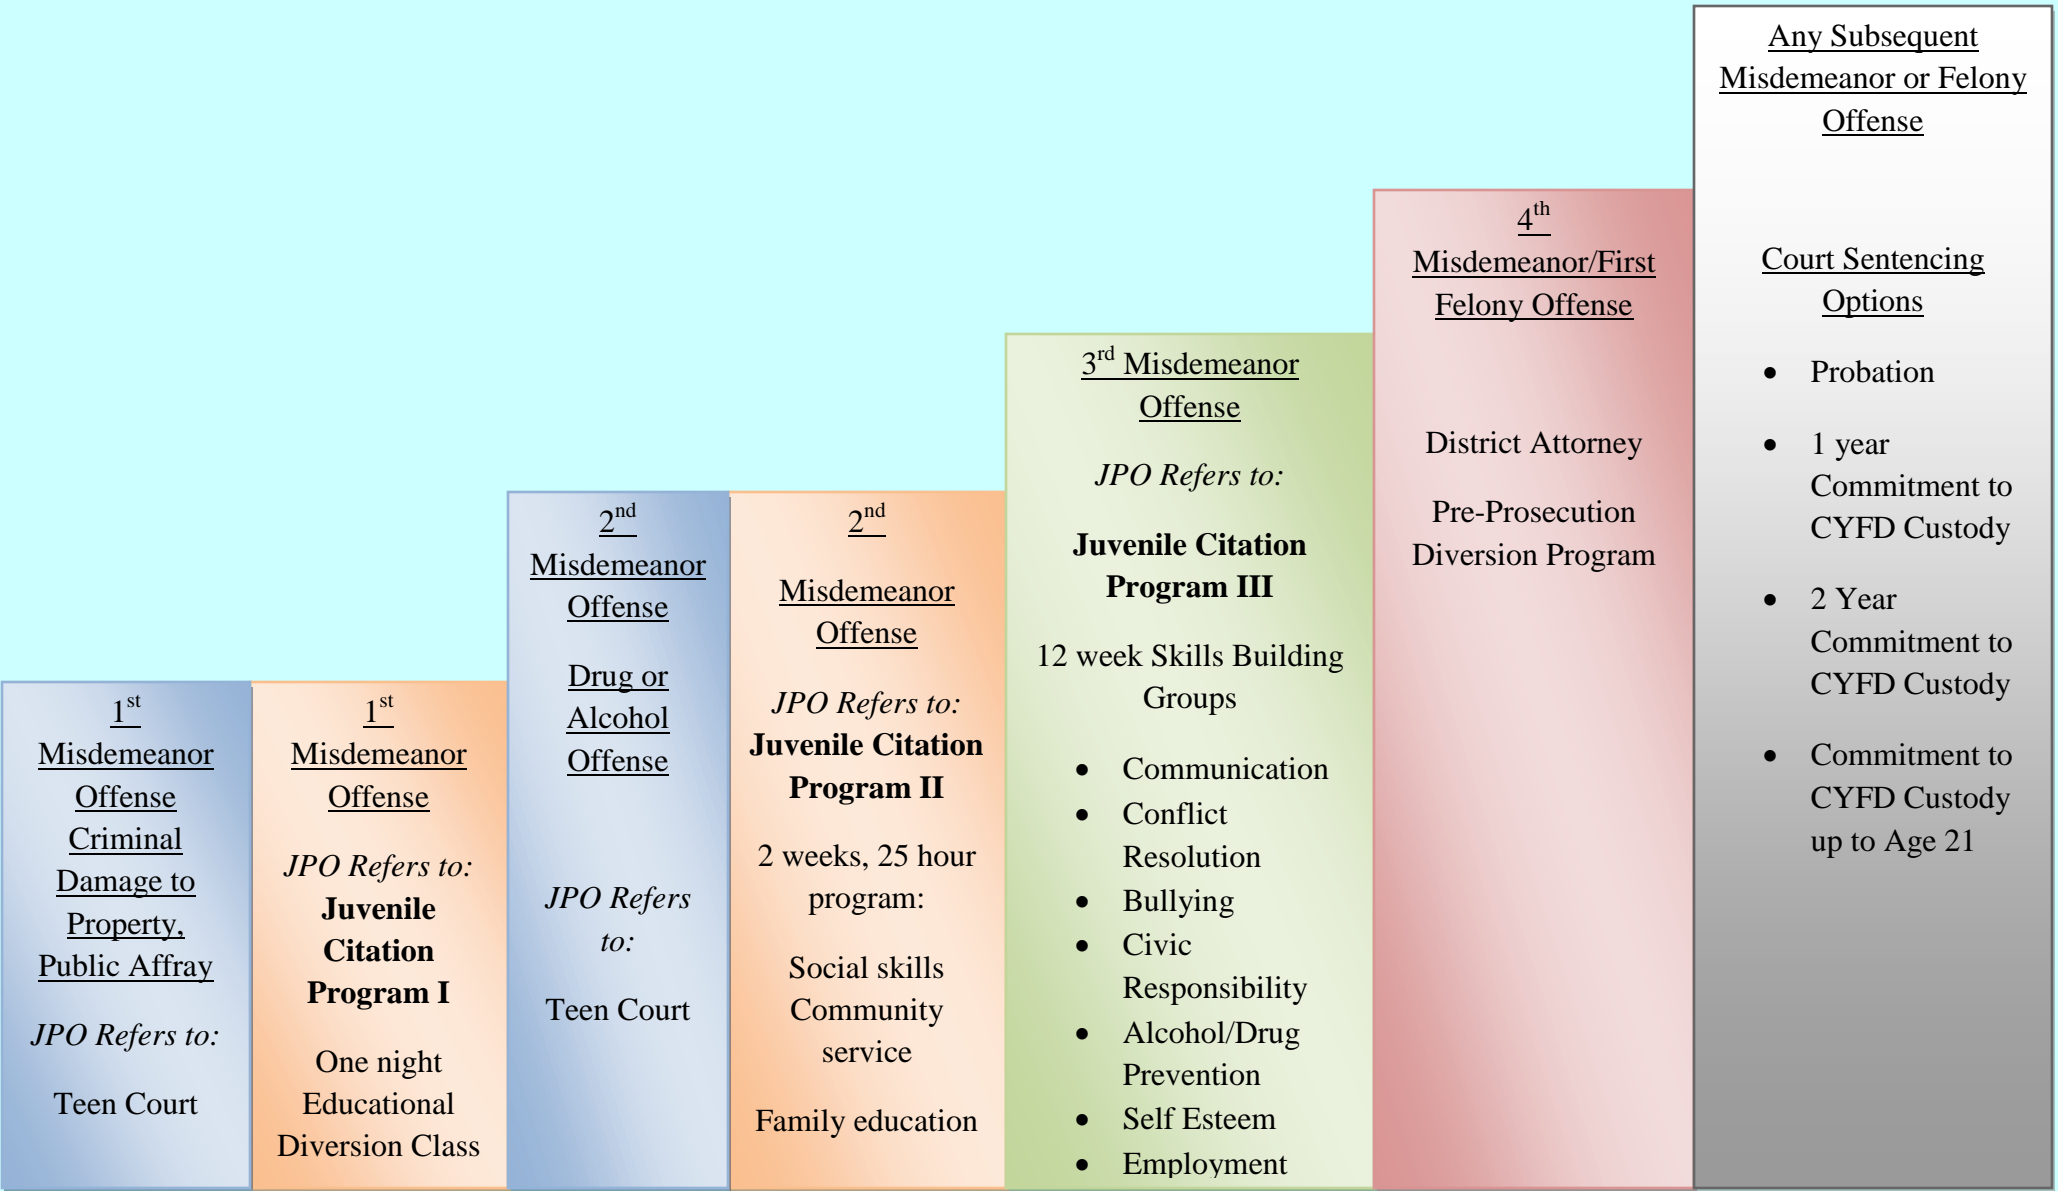 1st
Misdemeanor
Offense
Criminal
Damage to
Property,
Public Affray
JPO Refers to:
Teen Court
1st
Misdemeanor
Offense
JPO Refers to:
Juvenile
Citation
Program I
One night
Educational
Diversion Class
2nd
Misdemeanor
Offense
Drug or
Alcohol
Offense
JPO Refers
to:
Teen Court
2nd
Misdemeanor
Offense
JPO Refers to:
Juvenile Citation
Program II
2 weeks, 25 hour
program:
Social skills
Community
service
Family education
3rd Misdemeanor
Offense
JPO Refers to:
Juvenile Citation
Program III
12 week Skills Building
Groups
• Communication
• Conflict
Resolution
• Bullying
• Civic
Responsibility
• Alcohol/Drug
Prevention
• Self Esteem
• Employment
4th
Misdemeanor/First
Felony Offense
District Attorney
Pre-Prosecution
Diversion Program
Any Subsequent
Misdemeanor or Felony
Offense
Court Sentencing
Options
• Probation
• 1 year
Commitment to
CYFD Custody
• 2 Year
Commitment to
CYFD Custody
• Commitment to
CYFD Custody
up to Age 21